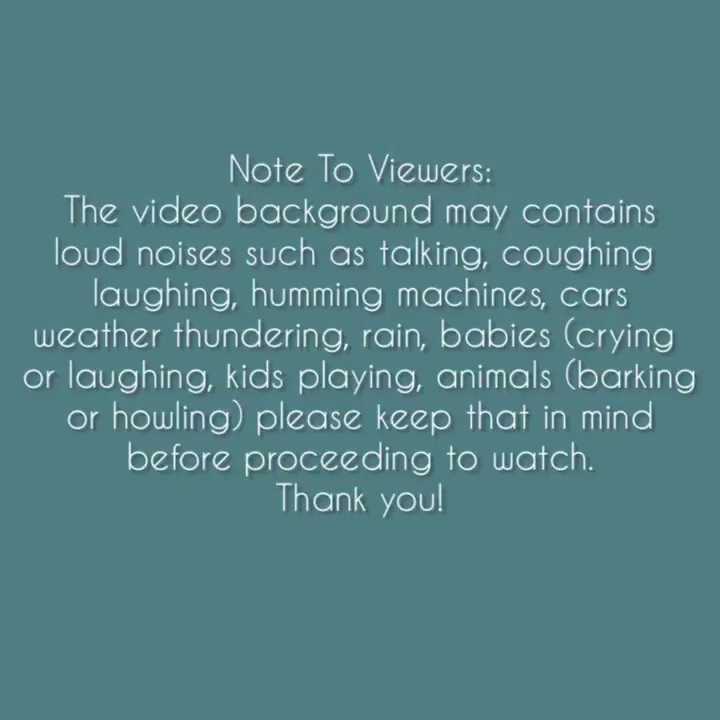 Note To Viewers:
The video background may contains
loud noises such as talking, coughing
laughing, humming machines, cars
weather thundering, rain, babies (crying
or laughing, kids playing, animals (barking
or howling) please keep that in mind
before proceeding to watch.
Thank you!